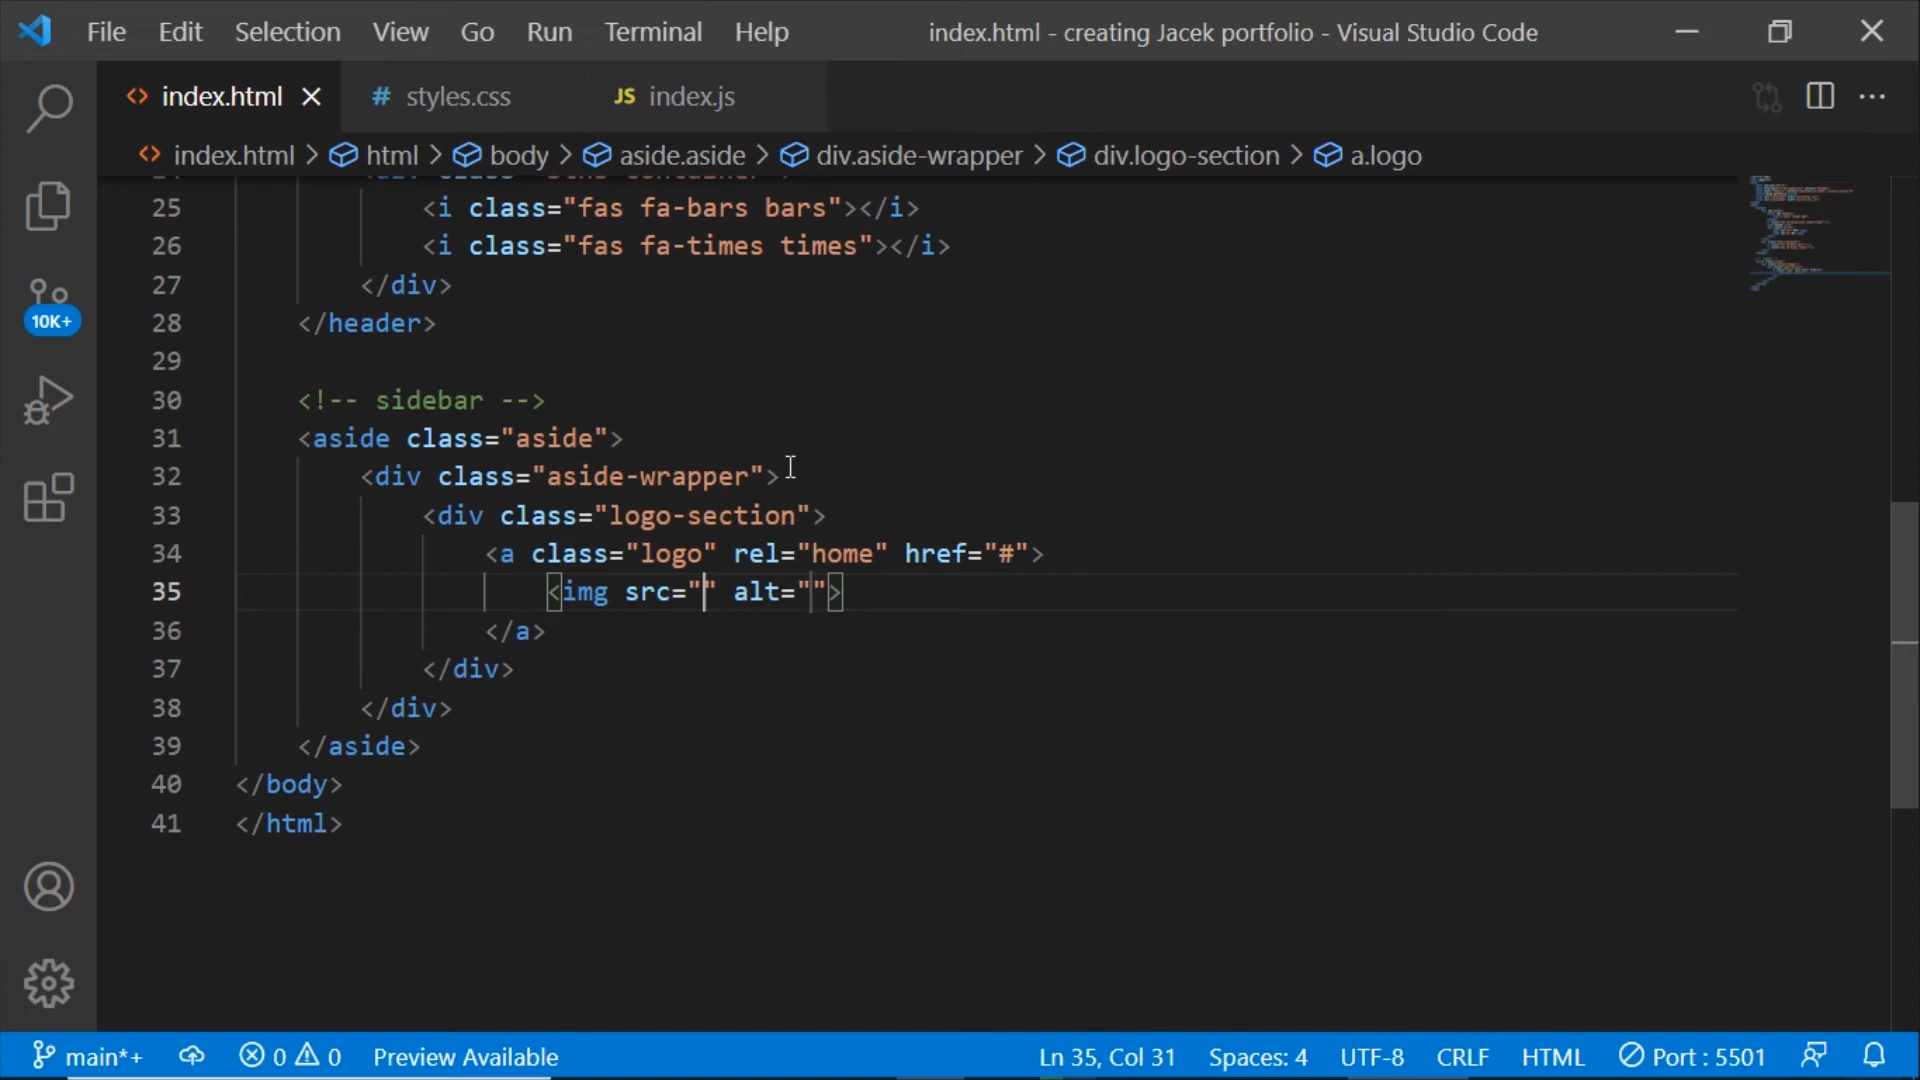 File Edit Selection View Go Run Terminal Help index.html - creating Jacek portfolio - Visual Studio Code
<> index.html × # styles.css JS index.js ...
<> index.html > html > body > aside.aside > div.aside-wrapper > div.logo-section > a.logo
25 <i class="fas fa-bars bars"></i>
26 <i class="fas fa-times times"></i>
27 </div>
28 </header>
29
30 <!-- sidebar -->
31 <aside class="aside">
32 <div class="aside-wrapper">
33 <div class="logo-section">
34 <a class="logo" rel="home" href="#">
35 <img src="" alt="">
36 </a>
37 </div>
38 </div>
39 </aside>
40 </body>
41 </html>
10K+
main*+ 0 0 Preview Available Ln 35, Col 31 Spaces: 4 UTF-8 CRLF HTML Port : 5501